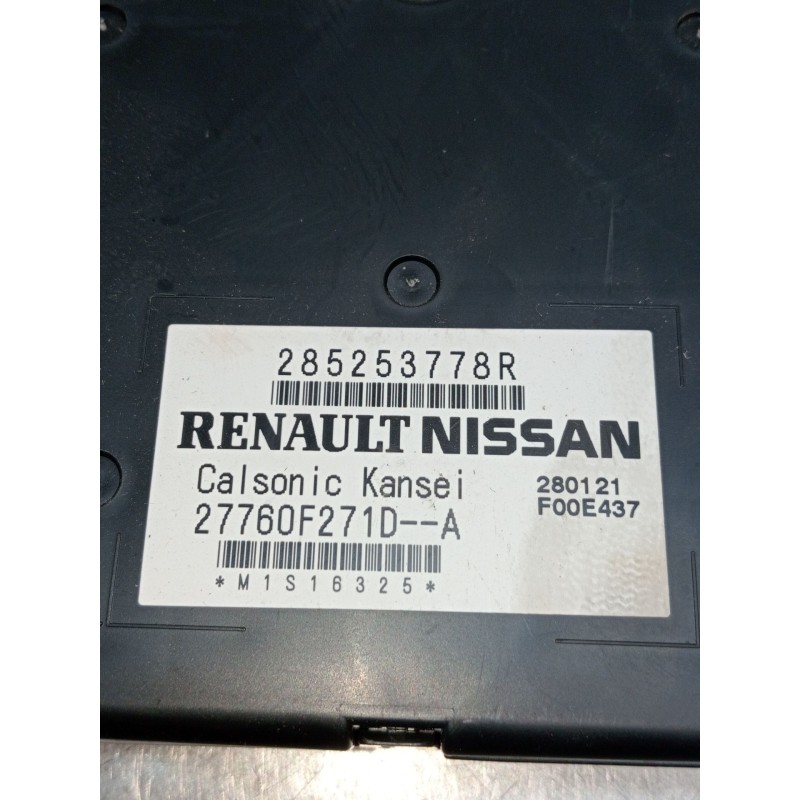 285253778R
RENAULT NISSAN
Calsonic Kansei 280121
27760F271D--A F00E437
*M1S16325*